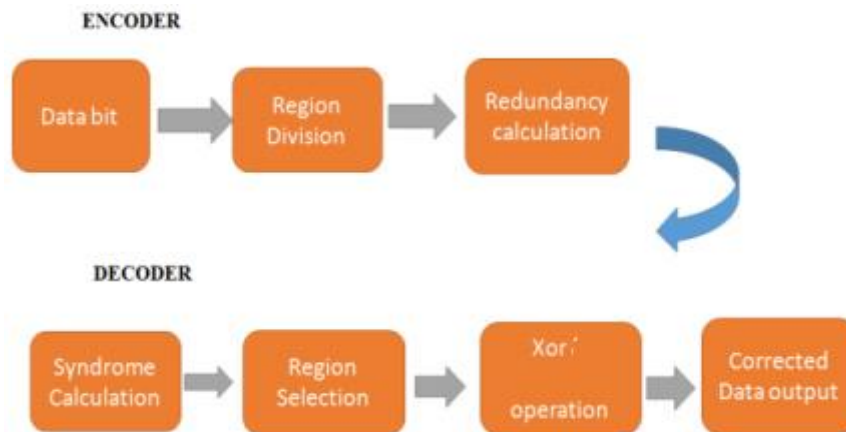 ENCODER
Data bit
Region
Division
Redundancy
calculation
DECODER
Syndrome
Calculation
Region
Selection
Xor
operation
Corrected
Data output